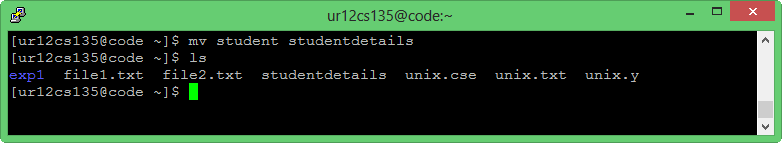 ur12cs135@code:~
[ur12cs135@code ~]$ mv student studentdetails
[ur12cs135@code ~]$ ls
exp1  file1.txt  file2.txt  studentdetails  unix.cse  unix.txt  unix.y
[ur12cs135@code ~]$